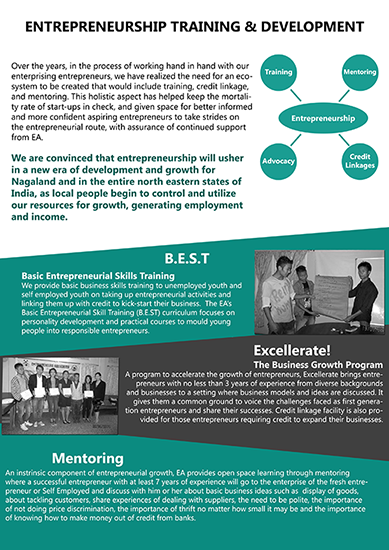 ENTREPRENEURSHIP TRAINING & DEVELOPMENT
Over the years, in the process of working hand in hand with our
enterprising entrepreneurs, we have realized the need for an eco-
system to be created that would include training, credit linkage,
and mentoring. This holistic aspect has helped keep the mortali-
ty rate of start-ups in check, and given space for better informed
and more confident aspiring entrepreneurs to take strides on
the entrepreneurial route, with assurance of continued support
from EA.
We are convinced that entrepreneurship will usher
in a new era of development and growth for
Nagaland and in the entire north eastern states of
India, as local people begin to control and utilize
our resources for growth, generating employment
and income.
Training
Mentoring
Entrepreneurship
Advocacy
Credit
Linkages
B.E.S.T
Basic Entrepreneurial Skills Training
We provide basic business skills training to unemployed youth and
self employed youth on taking up entrepreneurial activities and
linking them up with credit to kick-start their business. The EA's
Basic Entrepreneurial Skill Training (B.E.ST) curriculum focuses on
personality development and practical courses to mould young
people into responsible entrepreneurs.
Excellerate!
The Business Growth Program
A program to accelerate the growth of entrepreneurs, Excellerate brings entre-
preneurs with no less than 3 years of experience from diverse backgrounds
and businesses to a setting where business models and ideas are discussed. It
gives them a common ground to voice the challenges faced as first genera-
tion entrepreneurs and share their successes. Credit linkage facility is also pro-
vided for those entrepreneurs requiring credit to expand their businesses.
Mentoring
An instrinsic component of entrepreneurial growth, EA provides open space learning through mentoring
where a successful entrepreneur with at least 7 years of experience will go to the enterprise of the fresh entre-
preneur or Self Employed and discuss with him or her about basic business ideas such as display of goods,
about tackling customers, share experiences of dealing with suppliers, the need to be polite, the importance
of not doing price discrimination, the importance of thrift no matter how small it may be and the importance
of knowing how to make money out of credit from banks.